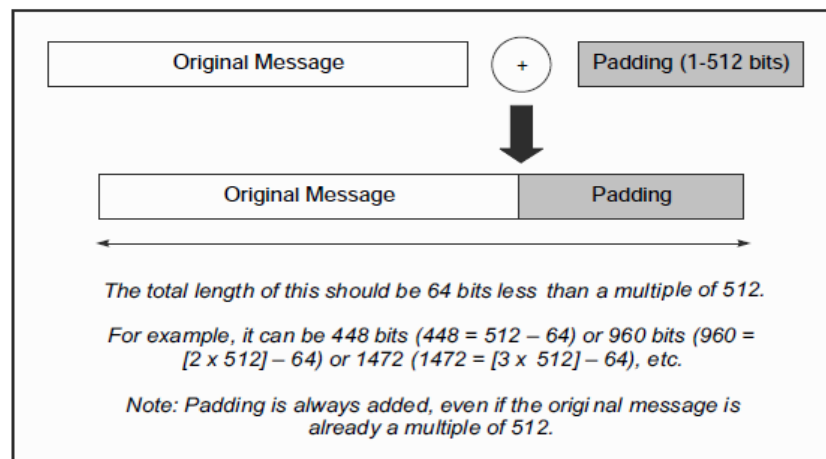 Original Message
+
Padding (1-512 bits)
Original Message
Padding
The total length of this should be 64 bits less than a multiple of 512.
For example, it can be 448 bits (448 = 512 – 64) or 960 bits (960 =
[2 x 512] – 64) or 1472 (1472 = [3 x 512] – 64), etc.
Note: Padding is always added, even if the original message is
already a multiple of 512.